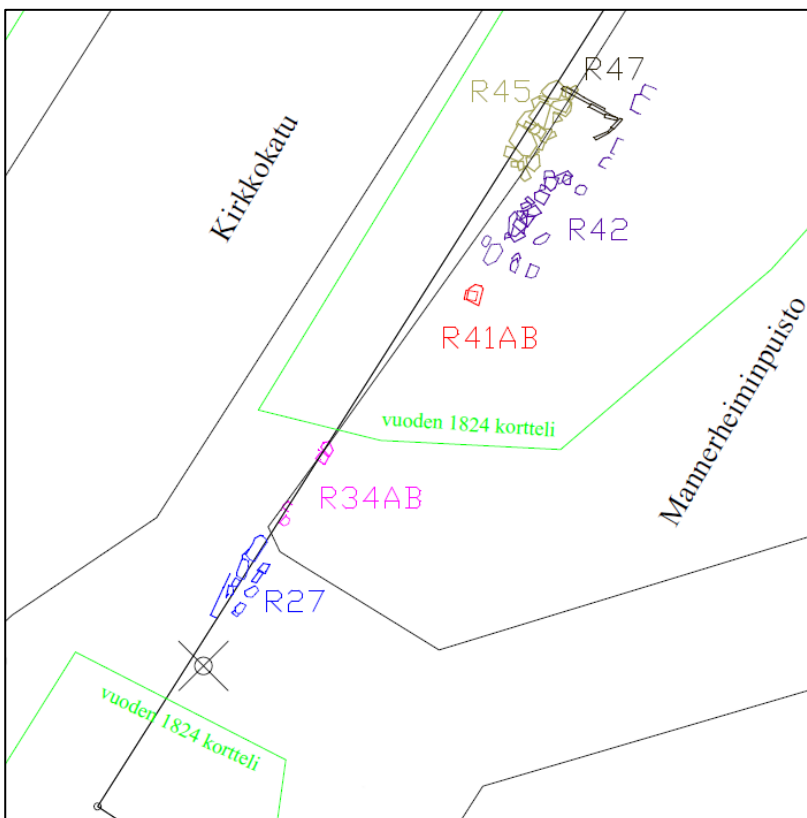 R47
R45
Kirkkokatu
R42
R41AB
Mannerheiminpuisto
vuoden 1824 kortteli
R34AB
R27
vuoden 1824 kortteli